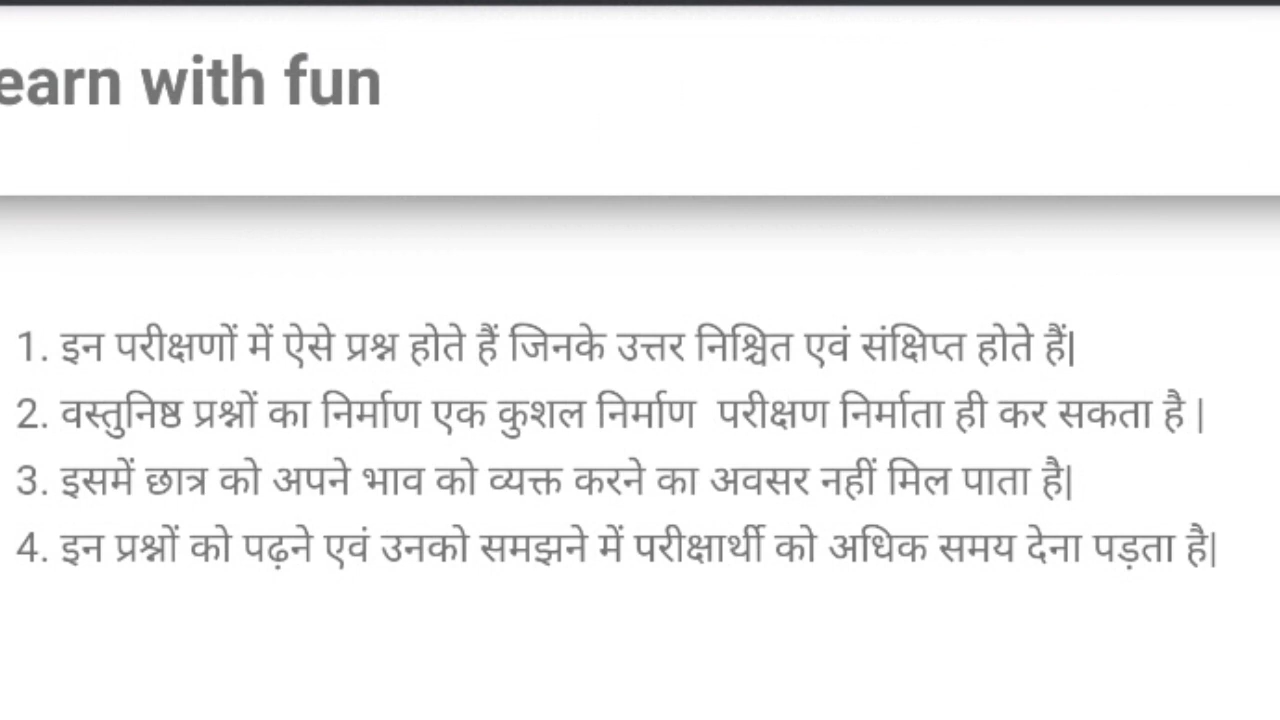 earn with fun
1. इन परीक्षणों में ऐसे प्रश्न होते हैं जिनके उत्तर निश्चित एवं संक्षिप्त होते हैं|
2. वस्तुनिष्ठ प्रश्नों का निर्माण एक कुशल निर्माण परीक्षण निर्माता ही कर सकता है |
3. इसमें छात्र को अपने भाव को व्यक्त करने का अवसर नहीं मिल पाता है|
4. इन प्रश्नों को पढ़ने एवं उनको समझने में परीक्षार्थी को अधिक समय देना पड़ता है|